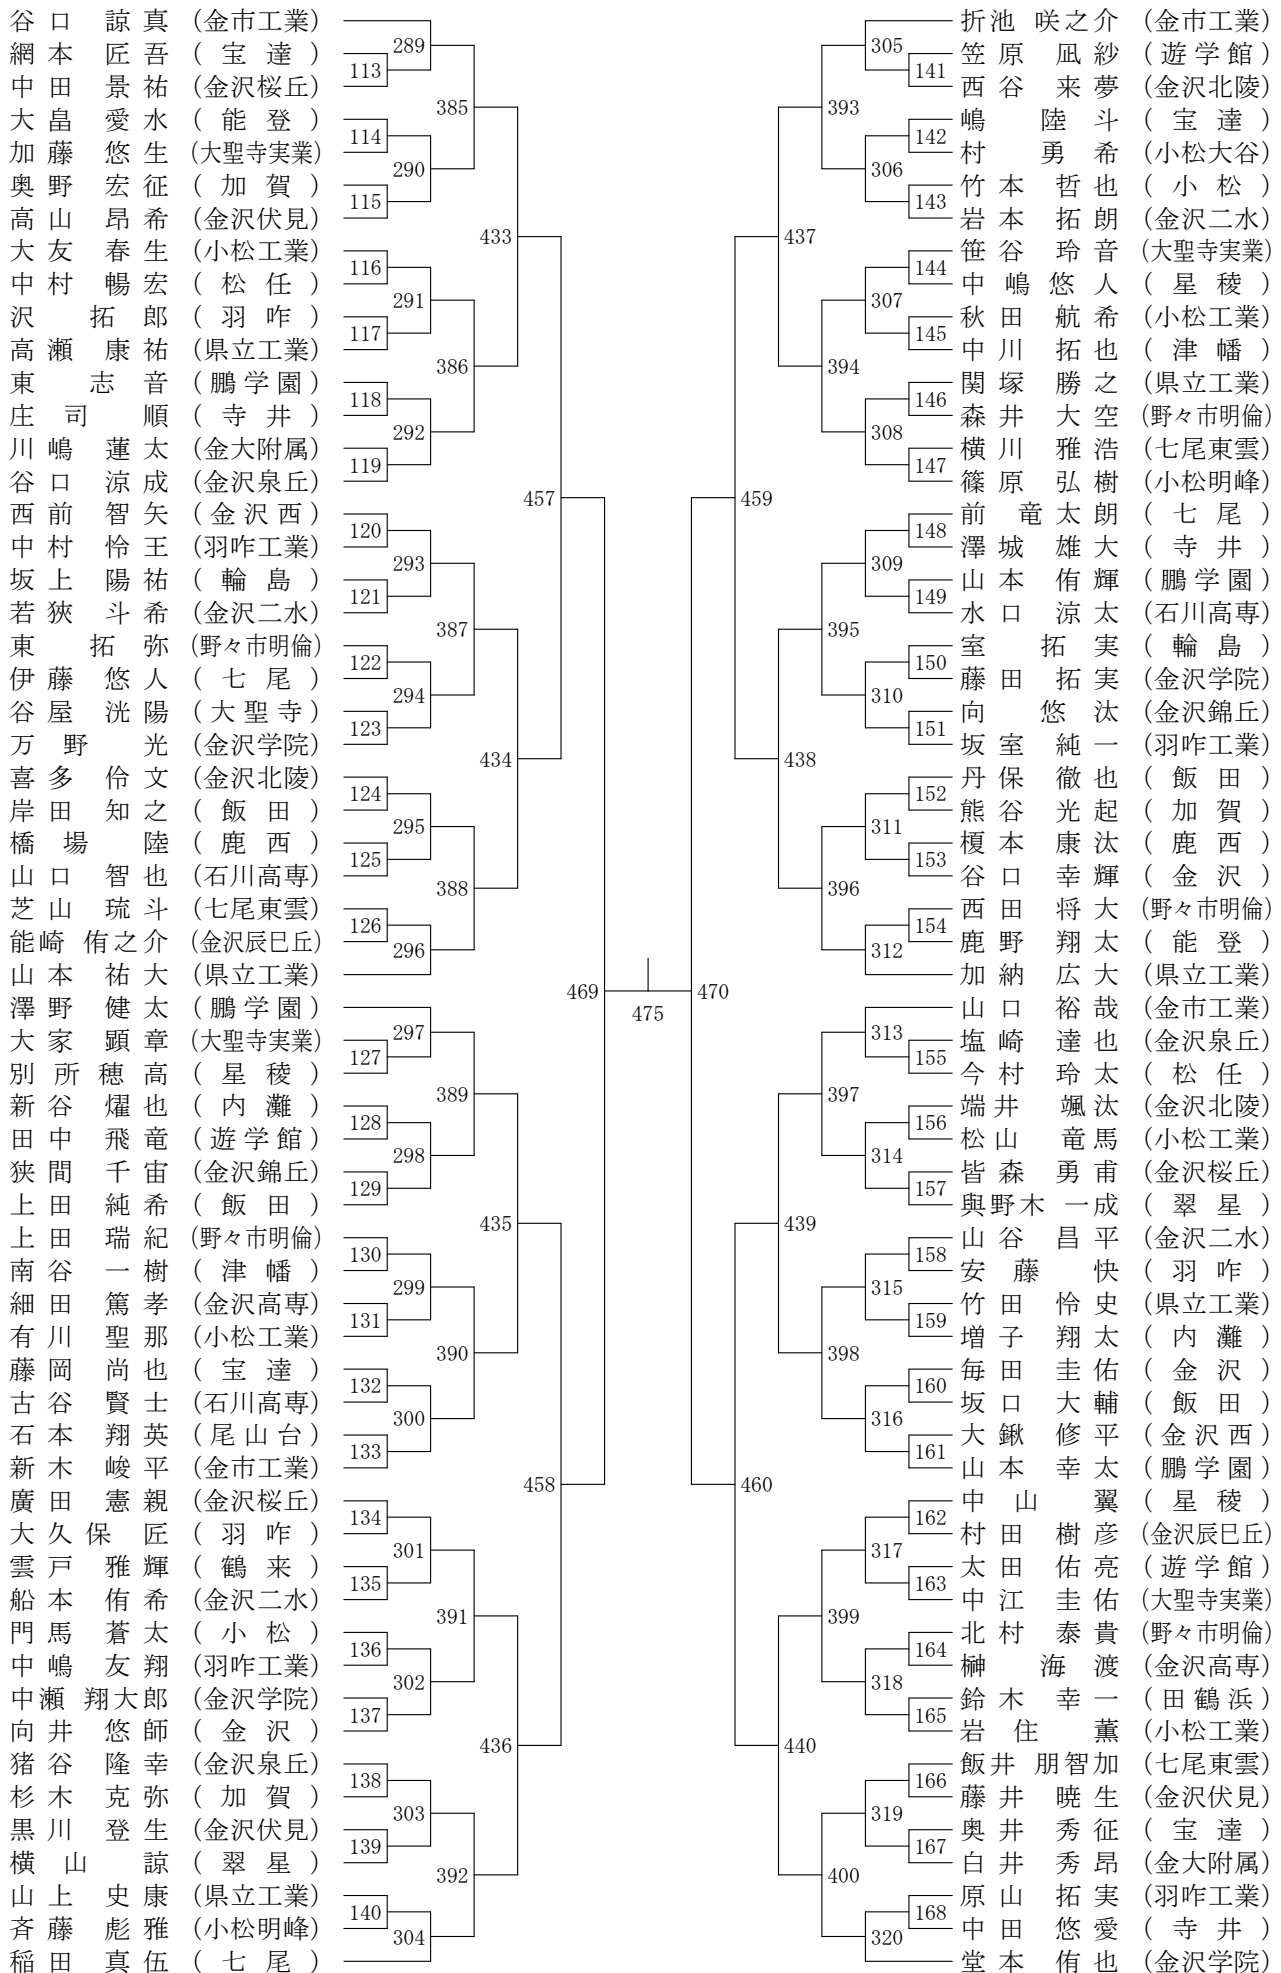 谷口 諒真 (金市工業)
網本 匠吾 (宝達)
中田 景祐 (金沢桜丘)
大畠 愛水 (能登)
加藤 悠生 (大聖寺実業)
奥野 宏征 (加賀)
高山 昂希 (金沢伏見)
大友 春生 (小松工業)
中村 暢宏 (松任)
沢 拓郎 (羽咋)
高瀬 康祐 (県立工業)
東 志音 (鵬学園)
庄司 順 (寺井)
川嶋 蓮太 (金大附属)
谷口 涼成 (金沢泉丘)
西前 智矢 (金沢西)
中村 怜王 (羽咋工業)
坂上 陽祐 (輪島)
若狹 斗希 (金沢二水)
東 拓弥 (野々市明倫)
伊藤 悠人 (七尾)
谷屋 洸陽 (大聖寺)
万野 光 (金沢学院)
喜多 伶文 (金沢北陵)
岸田 知之 (飯田)
橋場 陸 (鹿西)
山口 智也 (石川高専)
芝山 琉斗 (七尾東雲)
能崎 侑之介 (金沢辰巳丘)
山本 祐大 (県立工業)
澤野 健太 (鵬学園)
大家 顕章 (大聖寺実業)
別所 穂高 (星稜)
新谷 燿也 (内灘)
田中 飛竜 (遊学館)
狭間 千宙 (金沢錦丘)
上田 純希 (飯田)
上田 瑞紀 (野々市明倫)
南谷 一樹 (津幡)
細田 篤孝 (金沢高専)
有川 聖那 (小松工業)
藤岡 尚也 (宝達)
古谷 賢士 (石川高専)
石本 翔英 (尾山台)
新木 峻平 (金市工業)
廣田 憲親 (金沢桜丘)
大久保 匠 (羽咋)
雲戸 雅輝 (鶴来)
船本 侑希 (金沢二水)
門馬 蒼太 (小松)
中嶋 友翔 (羽咋工業)
中瀬 翔大郎 (金沢学院)
向井 悠師 (金沢)
猪谷 隆幸 (金沢泉丘)
杉木 克弥 (加賀)
黒川 登生 (金沢伏見)
横山 諒 (翠星)
山上 史康 (県立工業)
斉藤 彪雅 (小松明峰)
稲田 真伍 (七尾)
113
114
115
116
117
118
119
120
121
122
123
124
125
126
127
128
129
130
131
132
133
134
135
136
137
138
139
140
289
290
291
292
293
294
295
296
297
298
299
300
301
302
303
304
385
386
387
388
389
390
391
392
433
434
435
436
457
458
469
475
470
459
460
437
438
439
440
393
394
395
396
397
398
399
400
305
306
307
308
309
310
311
312
313
314
315
316
317
318
319
320
141
142
143
144
145
146
147
148
149
150
151
152
153
154
155
156
157
158
159
160
161
162
163
164
165
166
167
168
折池 咲之介 (金市工業)
笠原 凪紗 (遊学館)
西谷 来夢 (金沢北陵)
嶋 陸斗 (宝達)
村 勇希 (小松大谷)
竹本 哲也 (小松)
岩本 拓朗 (金沢二水)
笹谷 玲音 (大聖寺実業)
中嶋 悠人 (星稜)
秋田 航希 (小松工業)
中川 拓也 (津幡)
関塚 勝之 (県立工業)
森井 大空 (野々市明倫)
横川 雅浩 (七尾東雲)
篠原 弘樹 (小松明峰)
前 竜太朗 (七尾)
澤城 雄大 (寺井)
山本 侑輝 (鵬学園)
水口 涼太 (石川高専)
室 拓実 (輪島)
藤田 拓実 (金沢学院)
向 悠汰 (金沢錦丘)
坂室 純一 (羽咋工業)
丹保 徹也 (飯田)
熊谷 光起 (加賀)
榎本 康汰 (鹿西)
谷口 幸輝 (金沢)
西田 将大 (野々市明倫)
鹿野 翔太 (能登)
加納 広大 (県立工業)
山口 裕哉 (金市工業)
塩崎 達也 (金沢泉丘)
今村 玲太 (松任)
端井 颯汰 (金沢北陵)
松山 竜馬 (小松工業)
皆森 勇甫 (金沢桜丘)
與野木 一成 (翠星)
山谷 昌平 (金沢二水)
安藤 快 (羽咋)
竹田 怜史 (県立工業)
増子 翔太 (内灘)
毎田 圭佑 (金沢)
坂口 大輔 (飯田)
大鍬 修平 (金沢西)
山本 幸太 (鵬学園)
中山 翼 (星稜)
村田 樹彦 (金沢辰巳丘)
太田 佑亮 (遊学館)
中江 圭佑 (大聖寺実業)
北村 泰貴 (野々市明倫)
榊 海渡 (金沢高専)
鈴木 幸一 (田鶴浜)
岩住 薫 (小松工業)
飯井 朋智加 (七尾東雲)
藤井 暁生 (金沢伏見)
奥井 秀征 (宝達)
白井 秀昂 (金大附属)
原山 拓実 (羽咋工業)
中田 悠愛 (寺井)
堂本 侑也 (金沢学院)